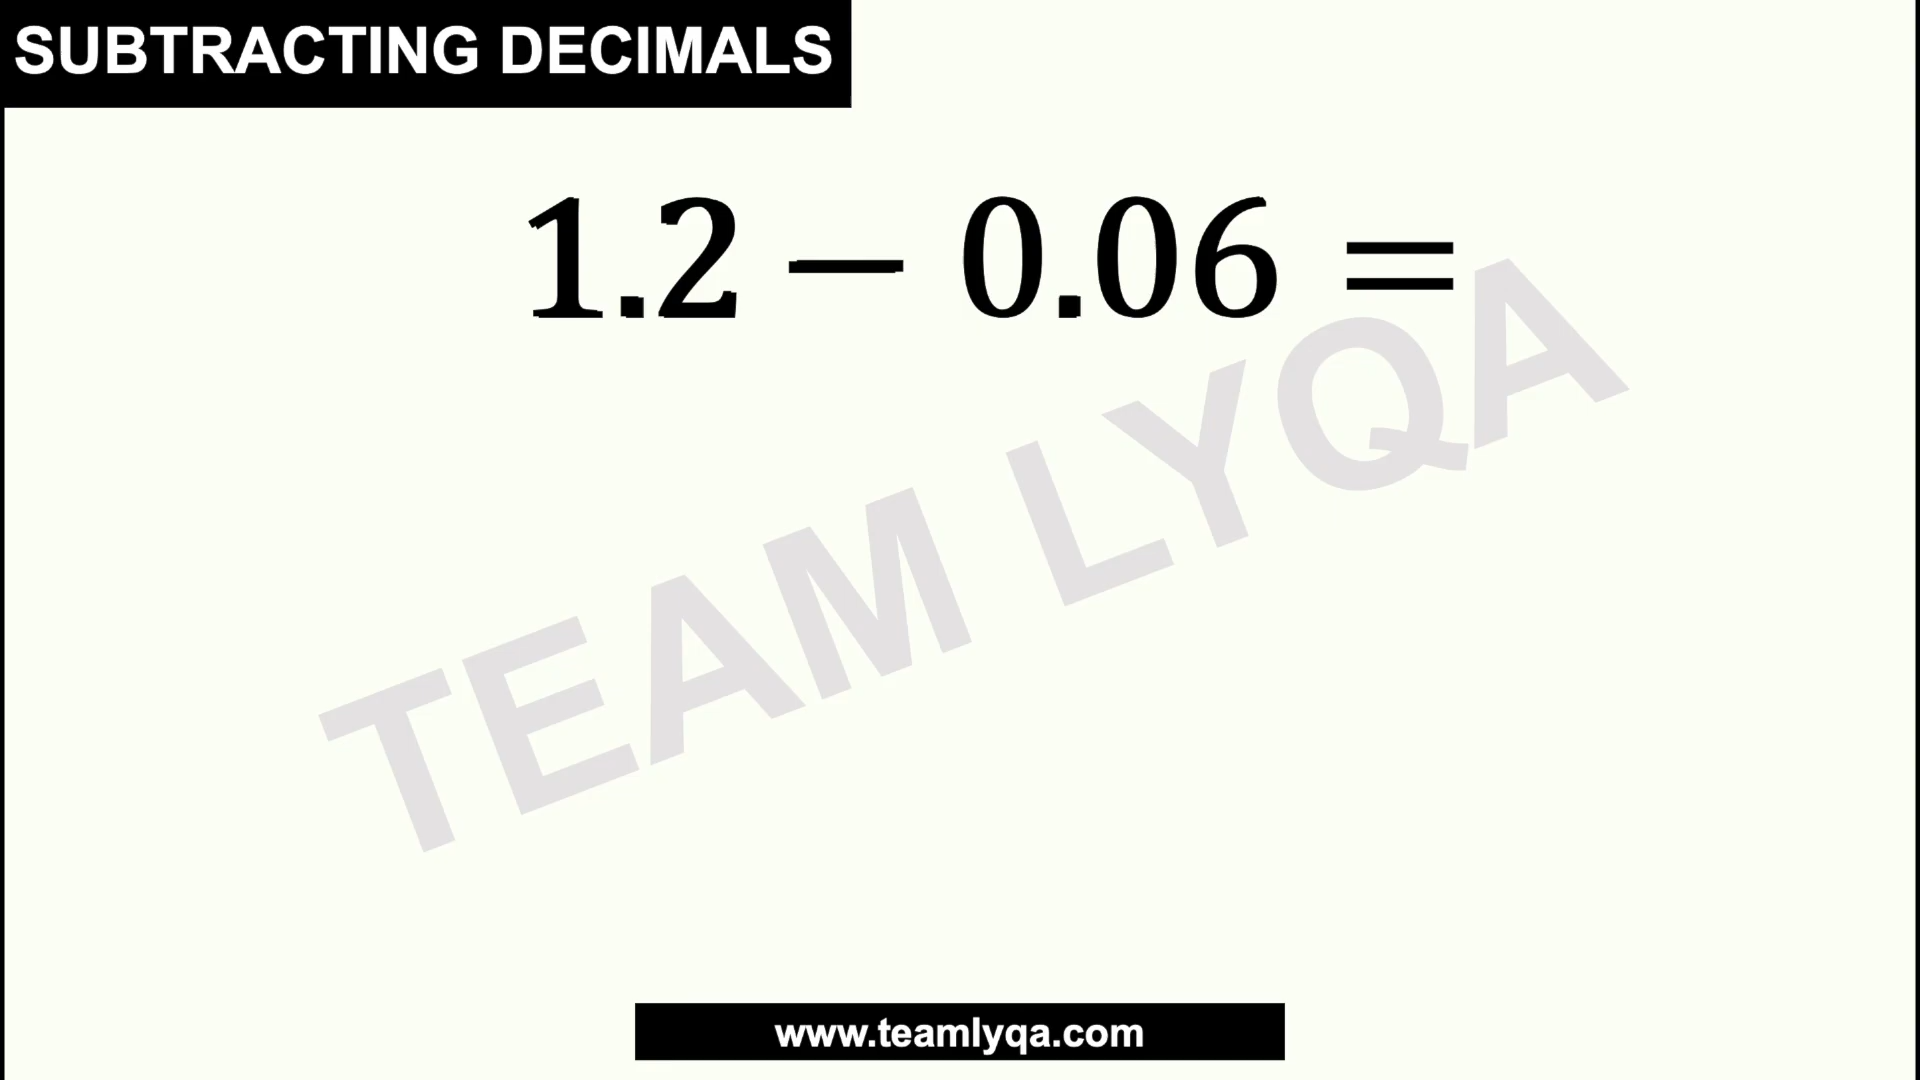 SUBTRACTING DECIMALS
1.2 − 0.06 =
TEAM LYQA
www.teamlyqa.com